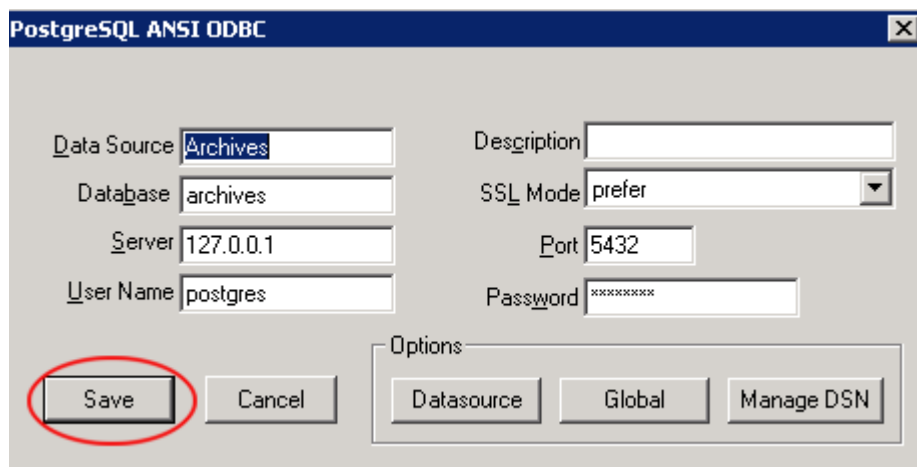 PostgreSQL ANSI ODBC
Data Source Archives
Database archives
Server 127.0.0.1
User Name postgres
Description
SSL Mode prefer
Port 5432
Password ********
Options
Save
Cancel
Datasource
Global
Manage DSN